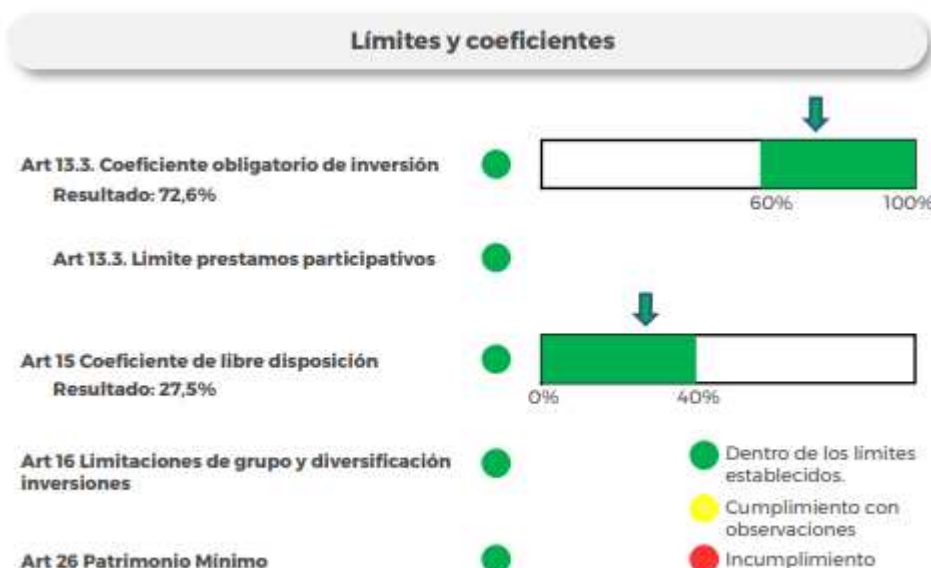 Límites y coeficientes
Art 13.3. Coeficiente obligatorio de inversión
Resultado: 72,6%
60%
100%
Art 13.3. Limite prestamos participativos
Art 15 Coeficiente de libre disposición
Resultado: 27,5%
0%
40%
Art 16 Limitaciones de grupo y diversificación
inversiones
Dentro de los límites
establecidos.
Cumplimiento con
observaciones
Art 26 Patrimonio Mínimo
Incumplimiento